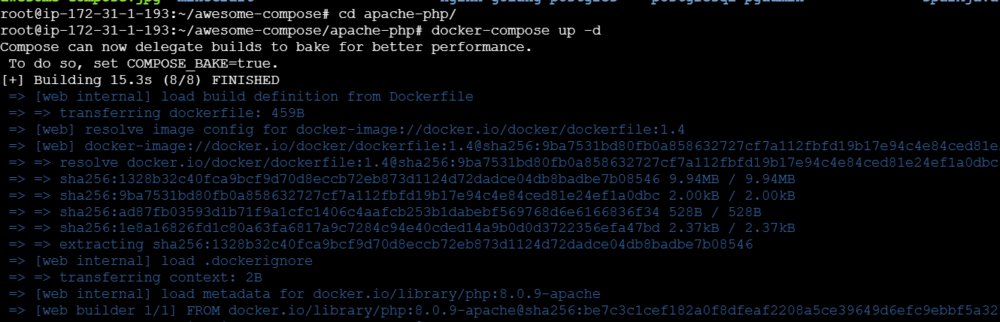 root@ip-172-31-1-193:~/awesome-compose# cd apache-php/
root@ip-172-31-1-193:~/awesome-compose/apache-php# docker-compose up -d
Compose can now delegate builds to bake for better performance.
 To do so, set COMPOSE_BAKE=true.
[+] Building 15.3s (8/8) FINISHED
 => [web internal] load build definition from Dockerfile
 => => transferring dockerfile: 459B
 => [web] resolve image config for docker-image://docker.io/docker/dockerfile:1.4
 => [web] docker-image://docker.io/docker/dockerfile:1.4@sha256:9ba7531bd80fb0a858632727cf7a112fbfd19b17e94c4e84ced81e
 => => resolve docker.io/docker/dockerfile:1.4@sha256:9ba7531bd80fb0a858632727cf7a112fbfd19b17e94c4e84ced81e24ef1a0dbc
 => => sha256:1328b32c40fca9bcf9d70d8eccb72eb873d1124d72dadce04db8badbe7b08546 9.94MB / 9.94MB
 => => sha256:9ba7531bd80fb0a858632727cf7a112fbfd19b17e94c4e84ced81e24ef1a0dbc 2.00kB / 2.00kB
 => => sha256:ad87fb03593d1b71f9a1cfc1406c4aafcb253b1dabebf569768d6e6166836f34 528B / 528B
 => => sha256:1e8a16826fd1c80a63fa6817a9c7284c94e40cded14a9b0d0d3722356efa47bd 2.37kB / 2.37kB
 => => extracting sha256:1328b32c40fca9bcf9d70d8eccb72eb873d1124d72dadce04db8badbe7b08546
 => [web internal] load .dockerignore
 => => transferring context: 2B
 => [web internal] load metadata for docker.io/library/php:8.0.9-apache
 => [web builder 1/1] FROM docker.io/library/php:8.0.9-apache@sha256:be7c3c1cef182a0f8dfeaf2208a5ce39649d6efc9ebbf5a32